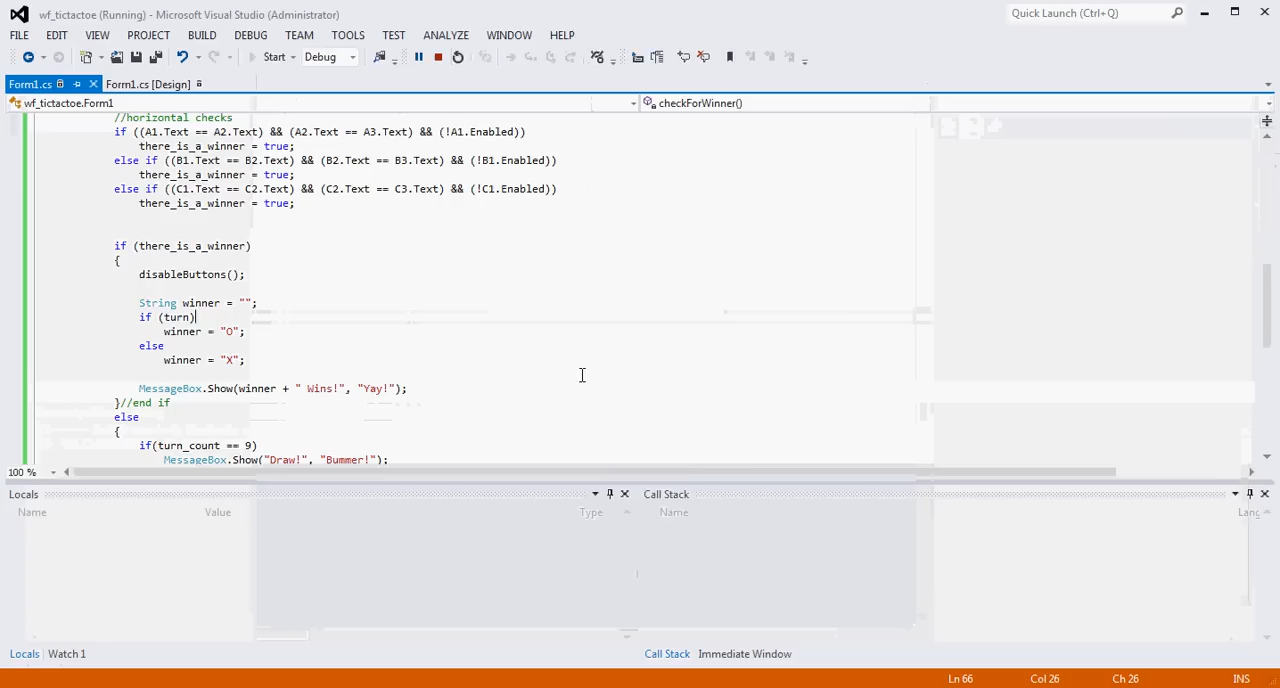 wf_tictactoe (Running) - Microsoft Visual Studio (Administrator)
Quick Launch (Ctrl+Q)
FILE EDIT VIEW PROJECT BUILD DEBUG TEAM TOOLS TEST ANALYZE WINDOW HELP
Start Debug
Form1.cs Form1.cs [Design]
wf_tictactoe.Form1 checkForWinner()
//horizontal checks
if ((A1.Text == A2.Text) && (A2.Text == A3.Text) && (!A1.Enabled))
there_is_a_winner = true;
else if ((B1.Text == B2.Text) && (B2.Text == B3.Text) && (!B1.Enabled))
there_is_a_winner = true;
else if ((C1.Text == C2.Text) && (C2.Text == C3.Text) && (!C1.Enabled))
there_is_a_winner = true;
if (there_is_a_winner)
{
disableButtons();
String winner = "";
if (turn)
winner = "O";
else
winner = "X";
MessageBox.Show(winner + " Wins!", "Yay!");
}//end if
else
{
if(turn_count == 9)
MessageBox.Show("Draw!", "Bummer!");
100 %
Locals Call Stack
Name Value Type Name Lang
Locals Watch 1 Call Stack Immediate Window
Ln 66 Col 26 Ch 26 INS